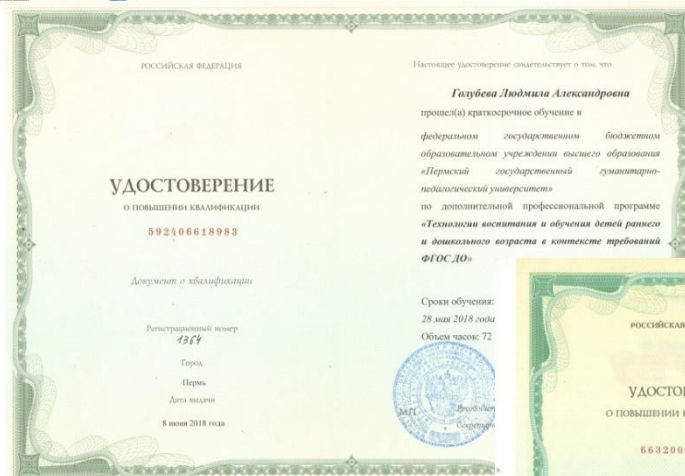 РОССИЙСКАЯ ФЕДЕРАЦИЯ
УДОСТОВЕРЕНИЕ
О ПОВЫШЕНИИ КВАЛИФИКАЦИИ
592406618983
Документ о квалификации
Регистрационный номер
1364
Город
Пермь
Дата выдачи
8 июня 2018 года
Настоящее удостоверение свидетельствует о том, что
Голубева Людмила Александровна
прошел(а) краткосрочное обучение в
федеральном государственном бюджетном
образовательном учреждении высшего образования
«Пермский государственный гуманитарно-
педагогический университет»
по дополнительной профессиональной программе
«Технологии воспитания и обучения детей раннего
и дошкольного возраста в контексте требований
ФГОС ДО»
Сроки обучения:
28 мая 2018 года
Объем часов: 72
М.П.
РОССИЙСКАЯ
УДОСТО
О ПОВЫШЕНИИ
663200